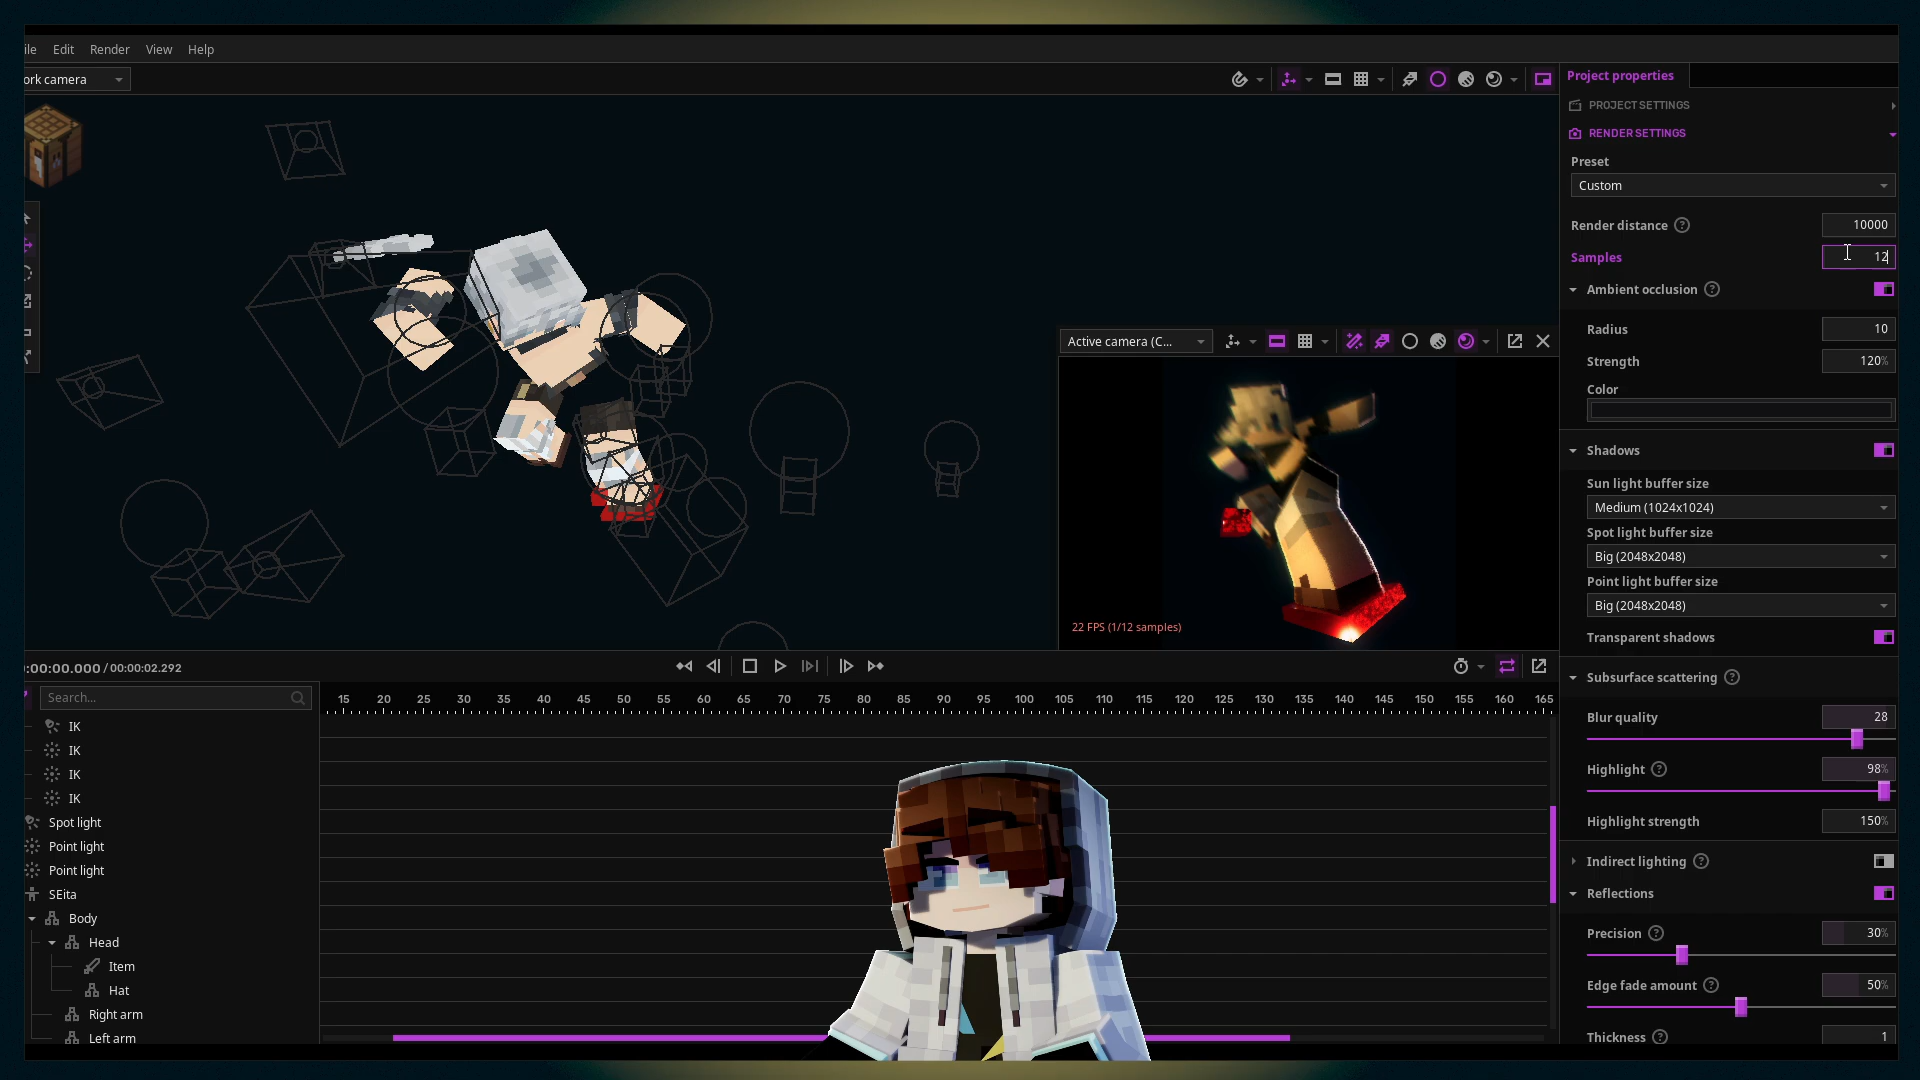 ile Edit Render View Help
ork camera
Project properties
PROJECT SETTINGS
RENDER SETTINGS
Preset
Custom
Render distance 10000
Samples 12
Ambient occlusion
Radius 10
Strength 120%
Color
Shadows
Sun light buffer size
Medium (1024x1024)
Spot light buffer size
Big (2048x2048)
Point light buffer size
Big (2048x2048)
Transparent shadows
Subsurface scattering
Blur quality 28
Highlight 98%
Highlight strength 150%
Indirect lighting
Reflections
Precision 30%
Edge fade amount 50%
Thickness 1
Active camera (C...
22 FPS (1/12 samples)
:00:00.000 / 00:00:02.292
Search...
15 20 25 30 35 40 45 50 55 60 65 70 75 80 85 90 95 100 105 110 115 120 125 130 135 140 145 150 155 160 165
IK
IK
IK
IK
Spot light
Point light
Point light
SEita
Body
Head
Item
Hat
Right arm
Left arm